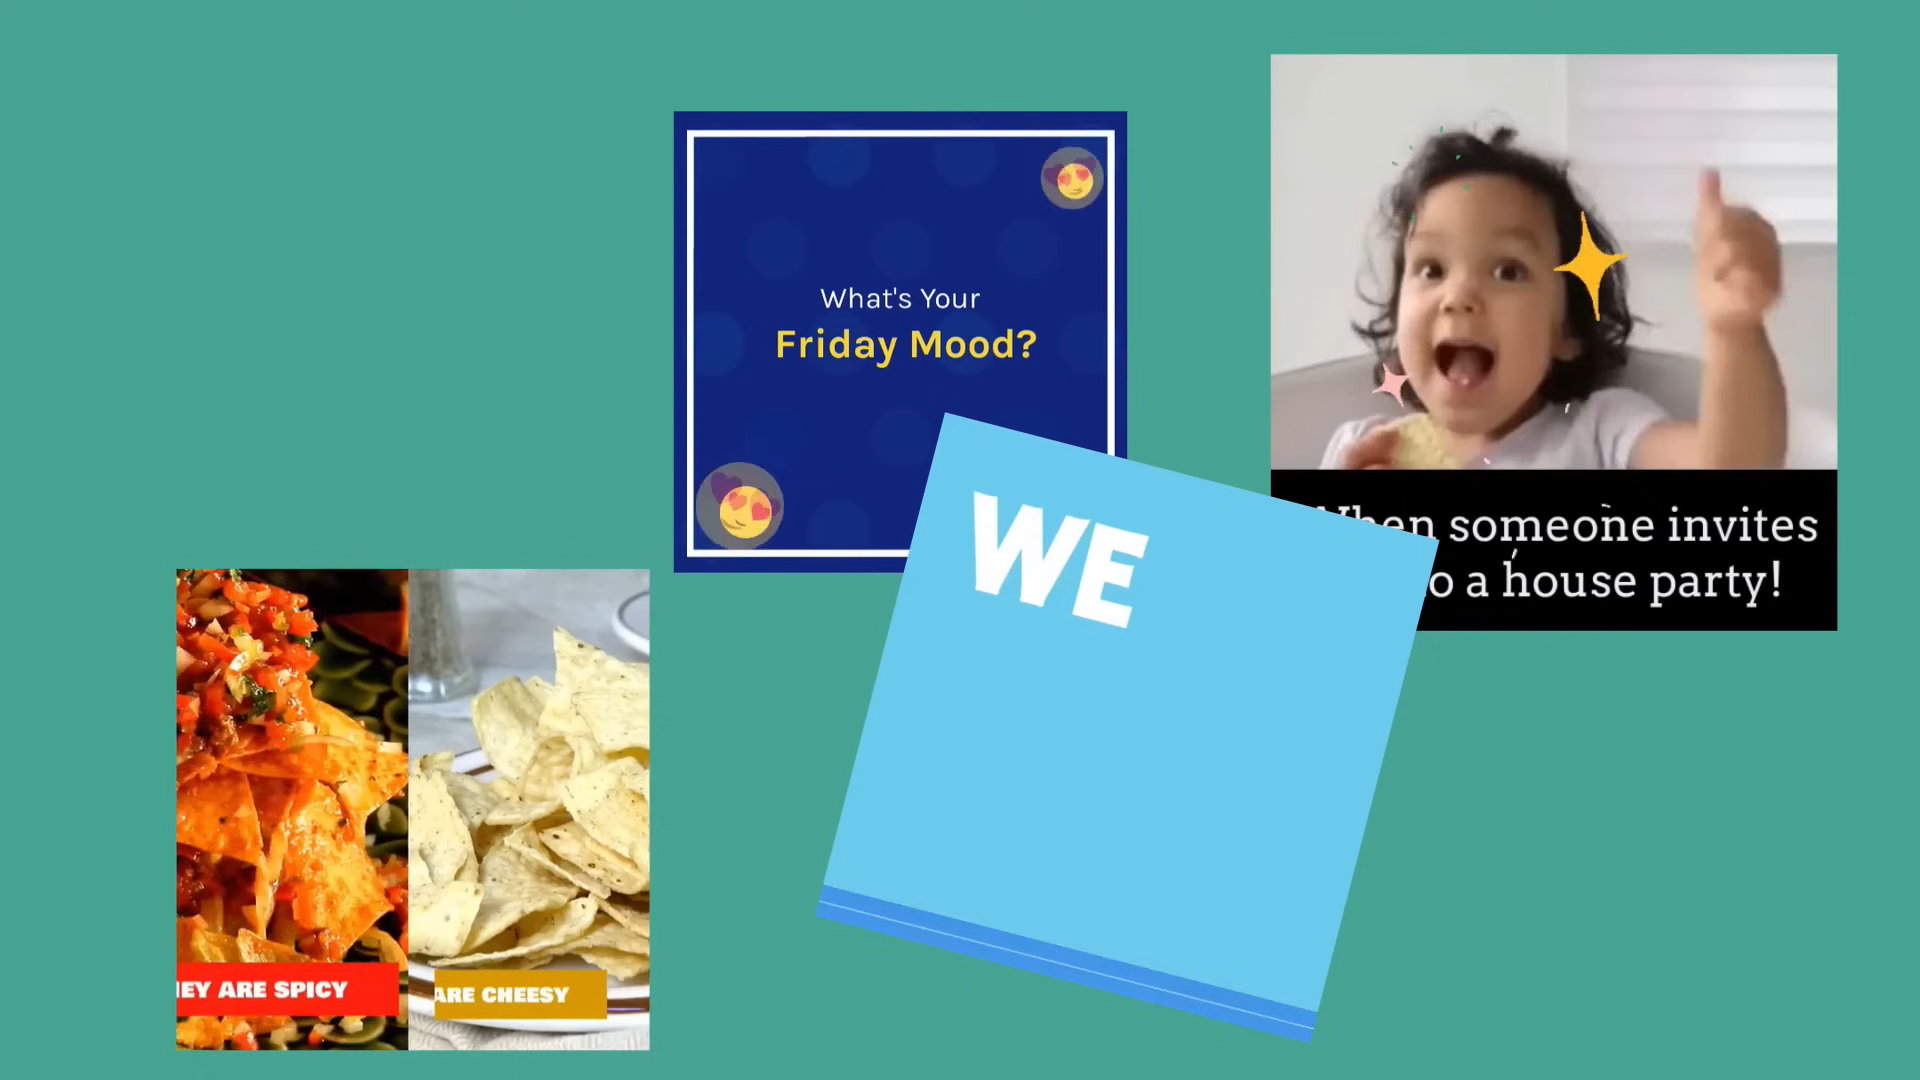 What's Your
Friday Mood?
someone invites
a house party!
WE
ARE SPICY
ARE CHEESY